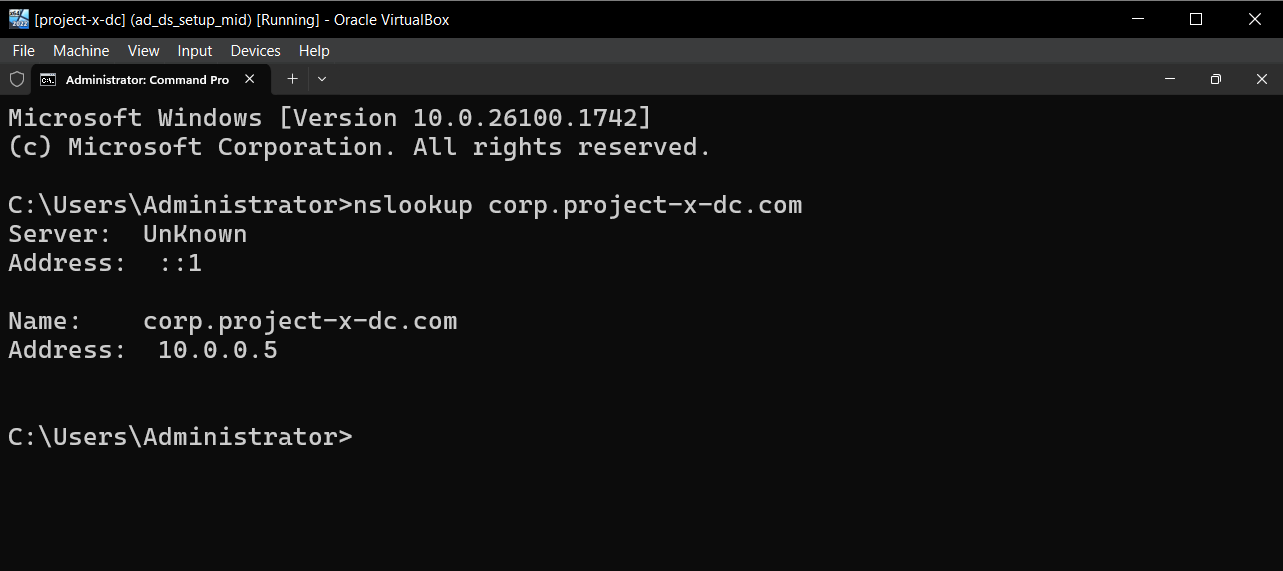 [project-x-dc] (ad_ds_setup_mid) [Running] - Oracle VirtualBox
File Machine View Input Devices Help
Administrator: Command Pro
Microsoft Windows [Version 10.0.26100.1742]
(c) Microsoft Corporation. All rights reserved.
C:\Users\Administrator>nslookup corp.project-x-dc.com
Server:  UnKnown
Address:  ::1
Name:    corp.project-x-dc.com
Address:  10.0.0.5
C:\Users\Administrator>